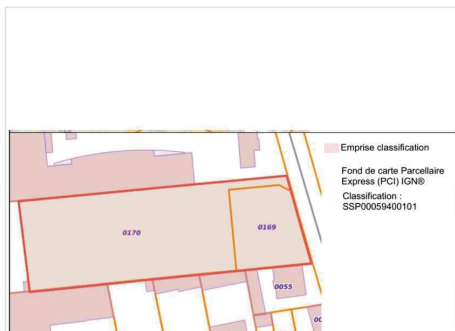 Emprise classification
Fond de carte Parcellaire
Express (PCI) IGN®
Classification :
SSP00059400101
0170
0169
0055